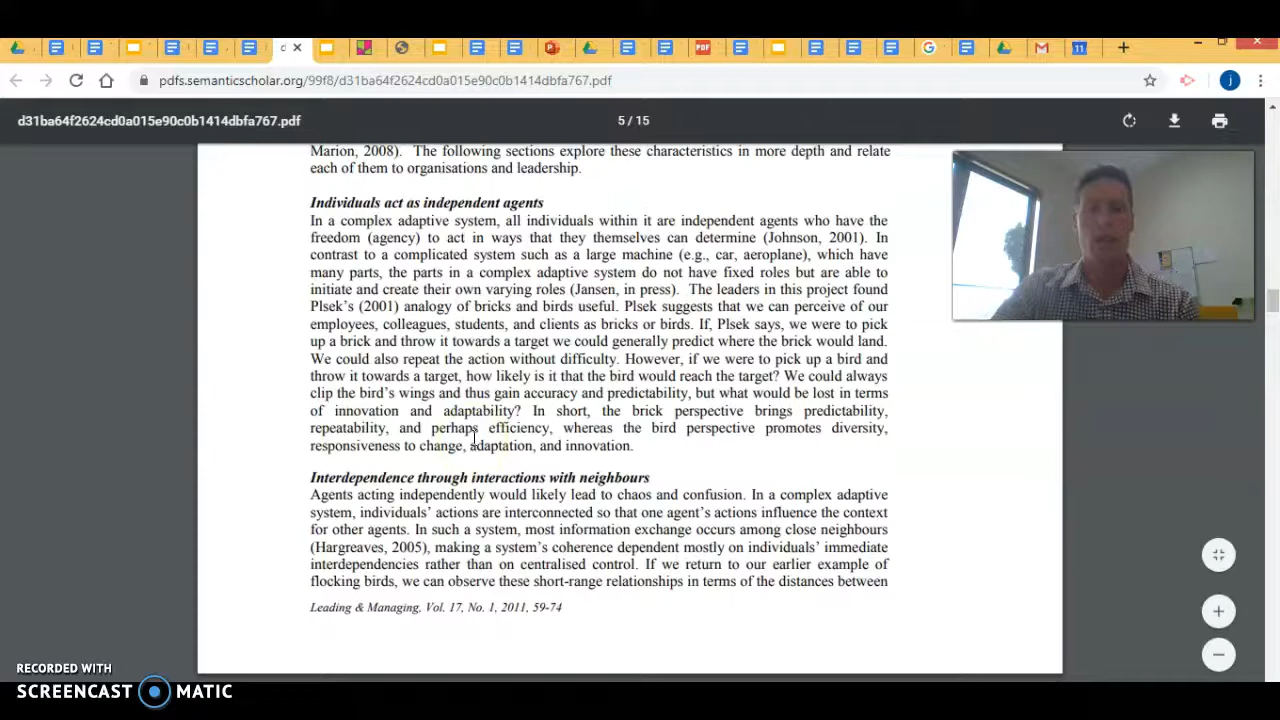 pdfs.semanticscholar.org/99f8/d31ba64f2624cd0a015e90c0b1414dbfa767.pdf
d31ba64f2624cd0a015e90c0b1414dbfa767.pdf
5 / 15
Marion, 2008). The following sections explore these characteristics in more depth and relate
each of them to organisations and leadership.
Individuals act as independent agents
In a complex adaptive system, all individuals within it are independent agents who have the
freedom (agency) to act in ways that they themselves can determine (Johnson, 2001). In
contrast to a complicated system such as a large machine (e.g., car, aeroplane), which have
many parts, the parts in a complex adaptive system do not have fixed roles but are able to
initiate and create their own varying roles (Jansen, in press). The leaders in this project found
Plsek's (2001) analogy of bricks and birds useful. Plsek suggests that we can perceive of our
employees, colleagues, students, and clients as bricks or birds. If, Plsek says, we were to pick
up a brick and throw it towards a target we could generally predict where the brick would land.
We could also repeat the action without difficulty. However, if we were to pick up a bird and
throw it towards a target, how likely is it that the bird would reach the target? We could always
clip the bird's wings and thus gain accuracy and predictability, but what would be lost in terms
of innovation and adaptability? In short, the brick perspective brings predictability,
repeatability, and perhaps efficiency, whereas the bird perspective promotes diversity,
responsiveness to change, adaptation, and innovation.
Interdependence through interactions with neighbours
Agents acting independently would likely lead to chaos and confusion. In a complex adaptive
system, individuals' actions are interconnected so that one agent's actions influence the context
for other agents. In such a system, most information exchange occurs among close neighbours
(Hargreaves, 2005), making a system's coherence dependent mostly on individuals' immediate
interdependencies rather than on centralised control. If we return to our earlier example of
flocking birds, we can observe these short-range relationships in terms of the distances between
Leading & Managing, Vol. 17, No. 1, 2011, 59-74
RECORDED WITH
SCREENCAST MATIC